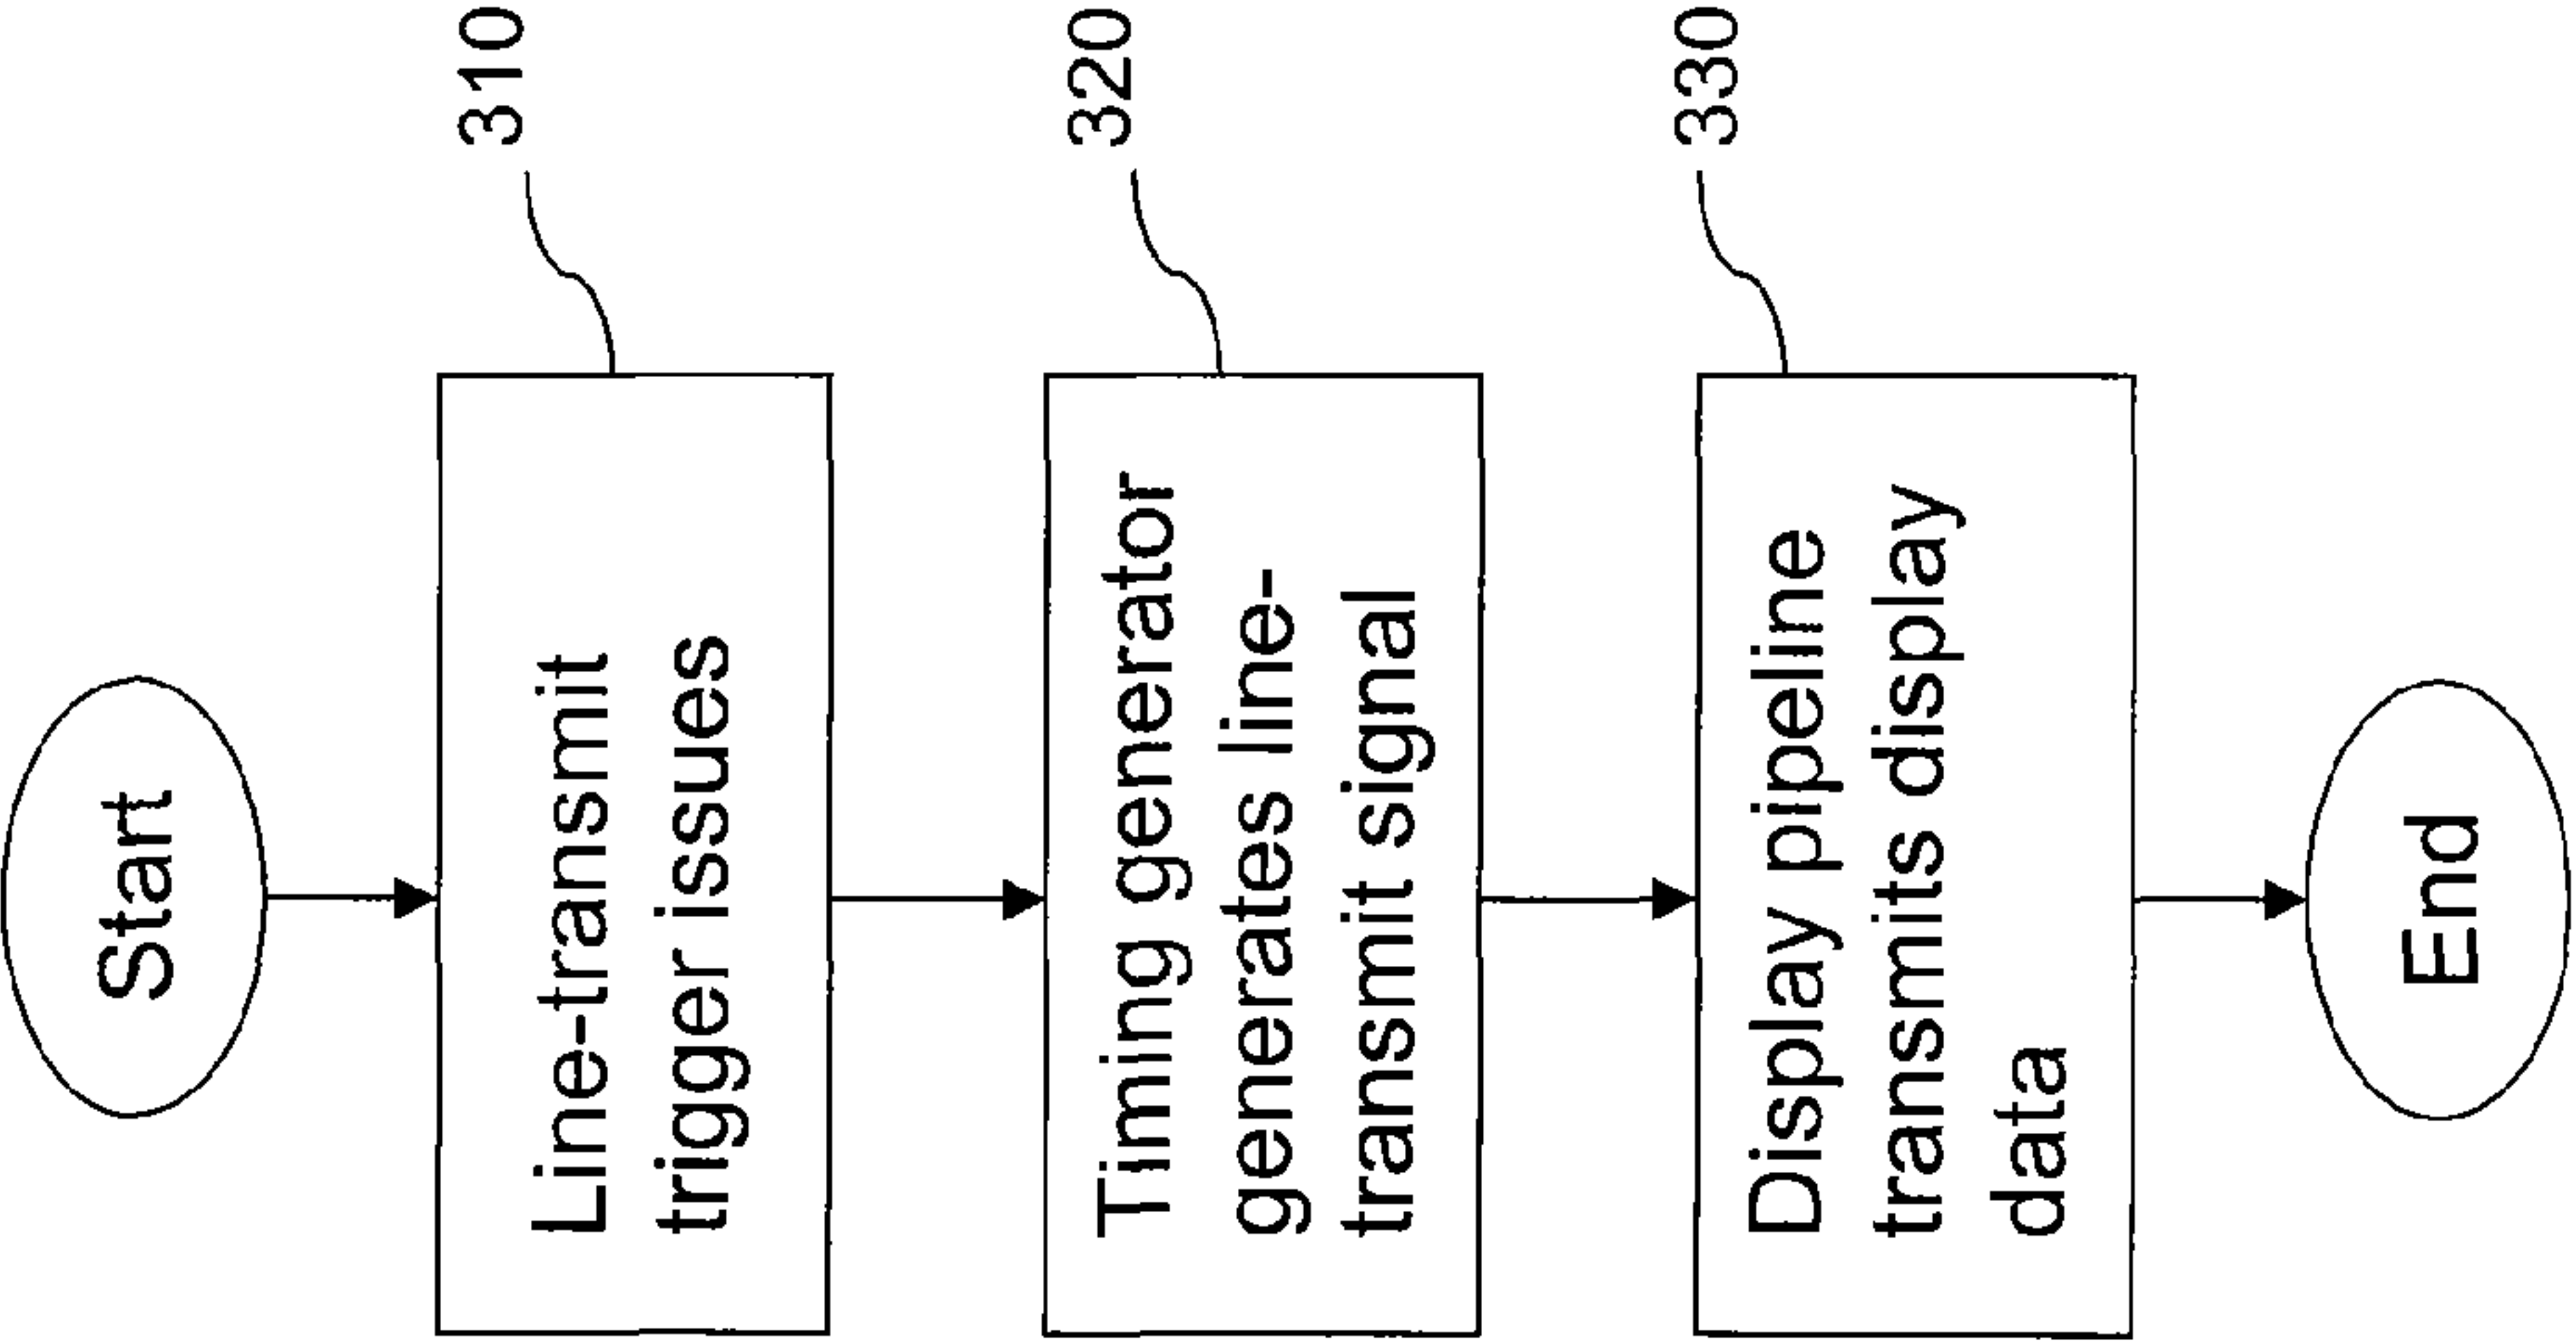 Start
310
Line-transmit
trigger issues
320
Timing generator
generates line-
transmit signal
330
Display pipeline
transmits display
data
End